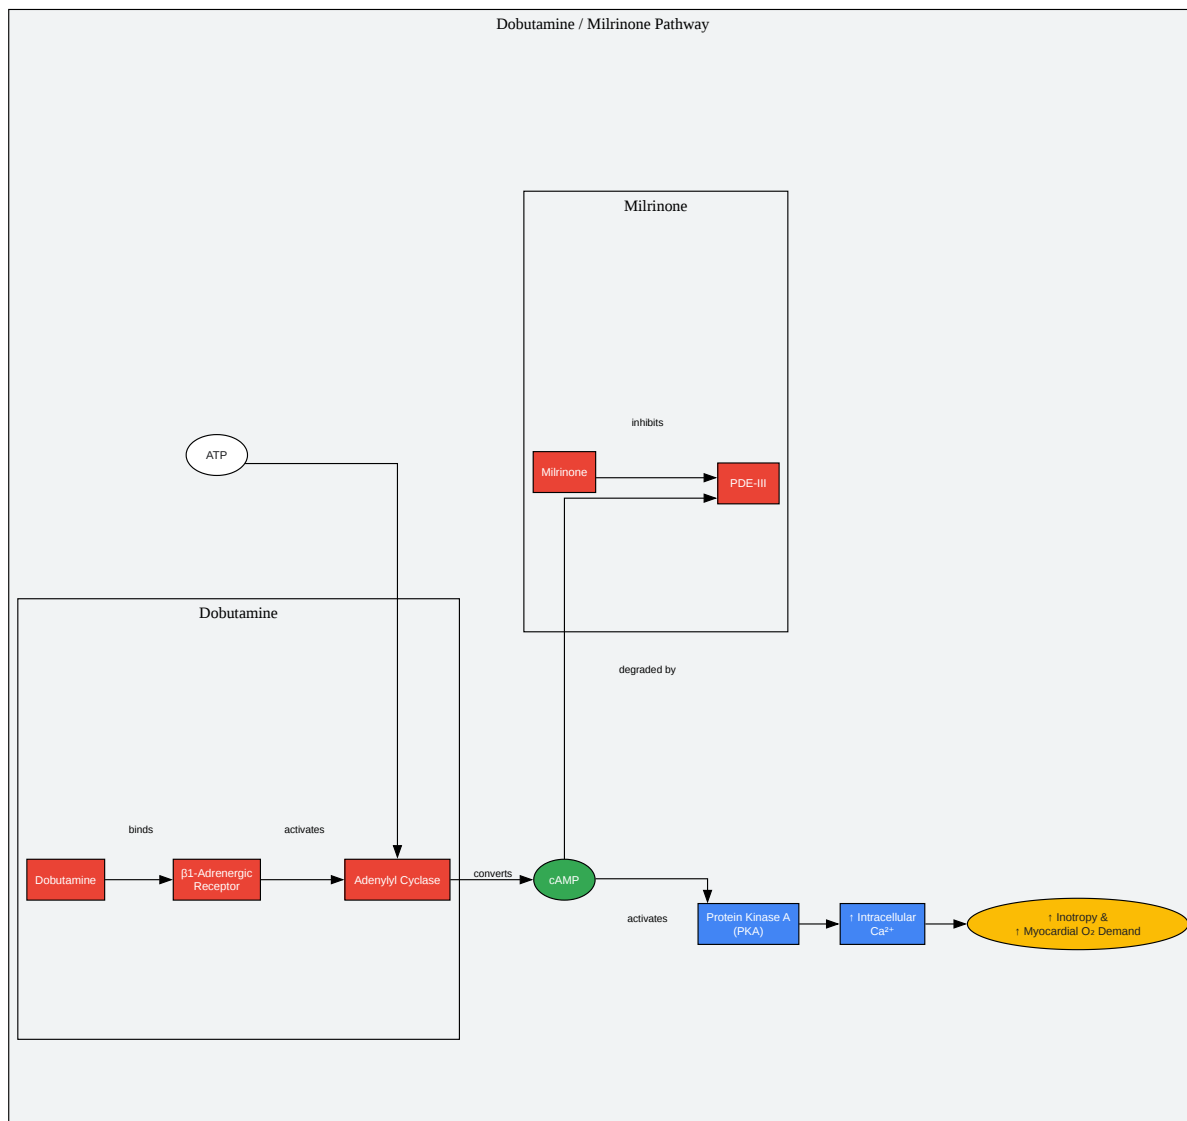 Dobutamine / Milrinone Pathway
Milrinone
inhibits
Milrinone
PDE-III
ATP
Dobutamine
degraded by
binds
activates
Dobutamine
β1-Adrenergic
Receptor
Adenylyl Cyclase
converts
cAMP
activates
Protein Kinase A
(PKA)
↑ Intracellular
Ca²⁺
↑ Inotropy &
↑ Myocardial O₂ Demand